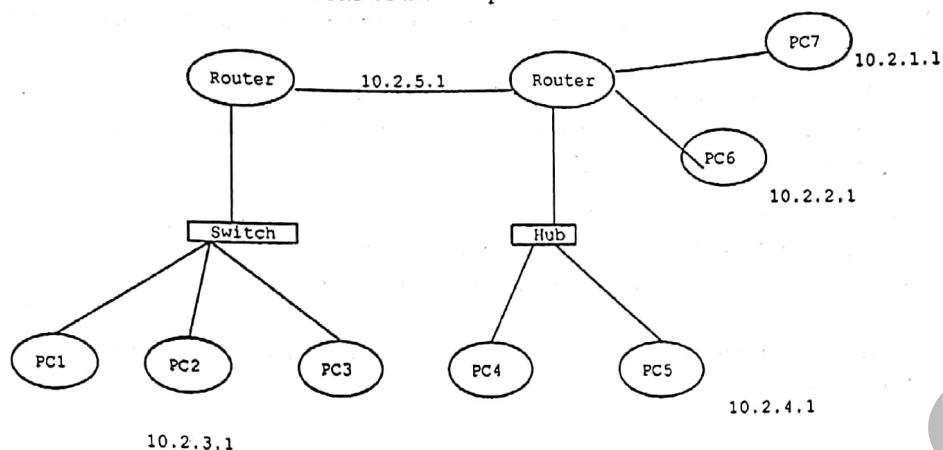 PC7
10.2.1.1
Router
10.2.5.1
Router
PC6
10.2.2.1
Switch
Hub
PC1
PC2
PC3
PC4
PC5
10.2.4.1
10.2.3.1